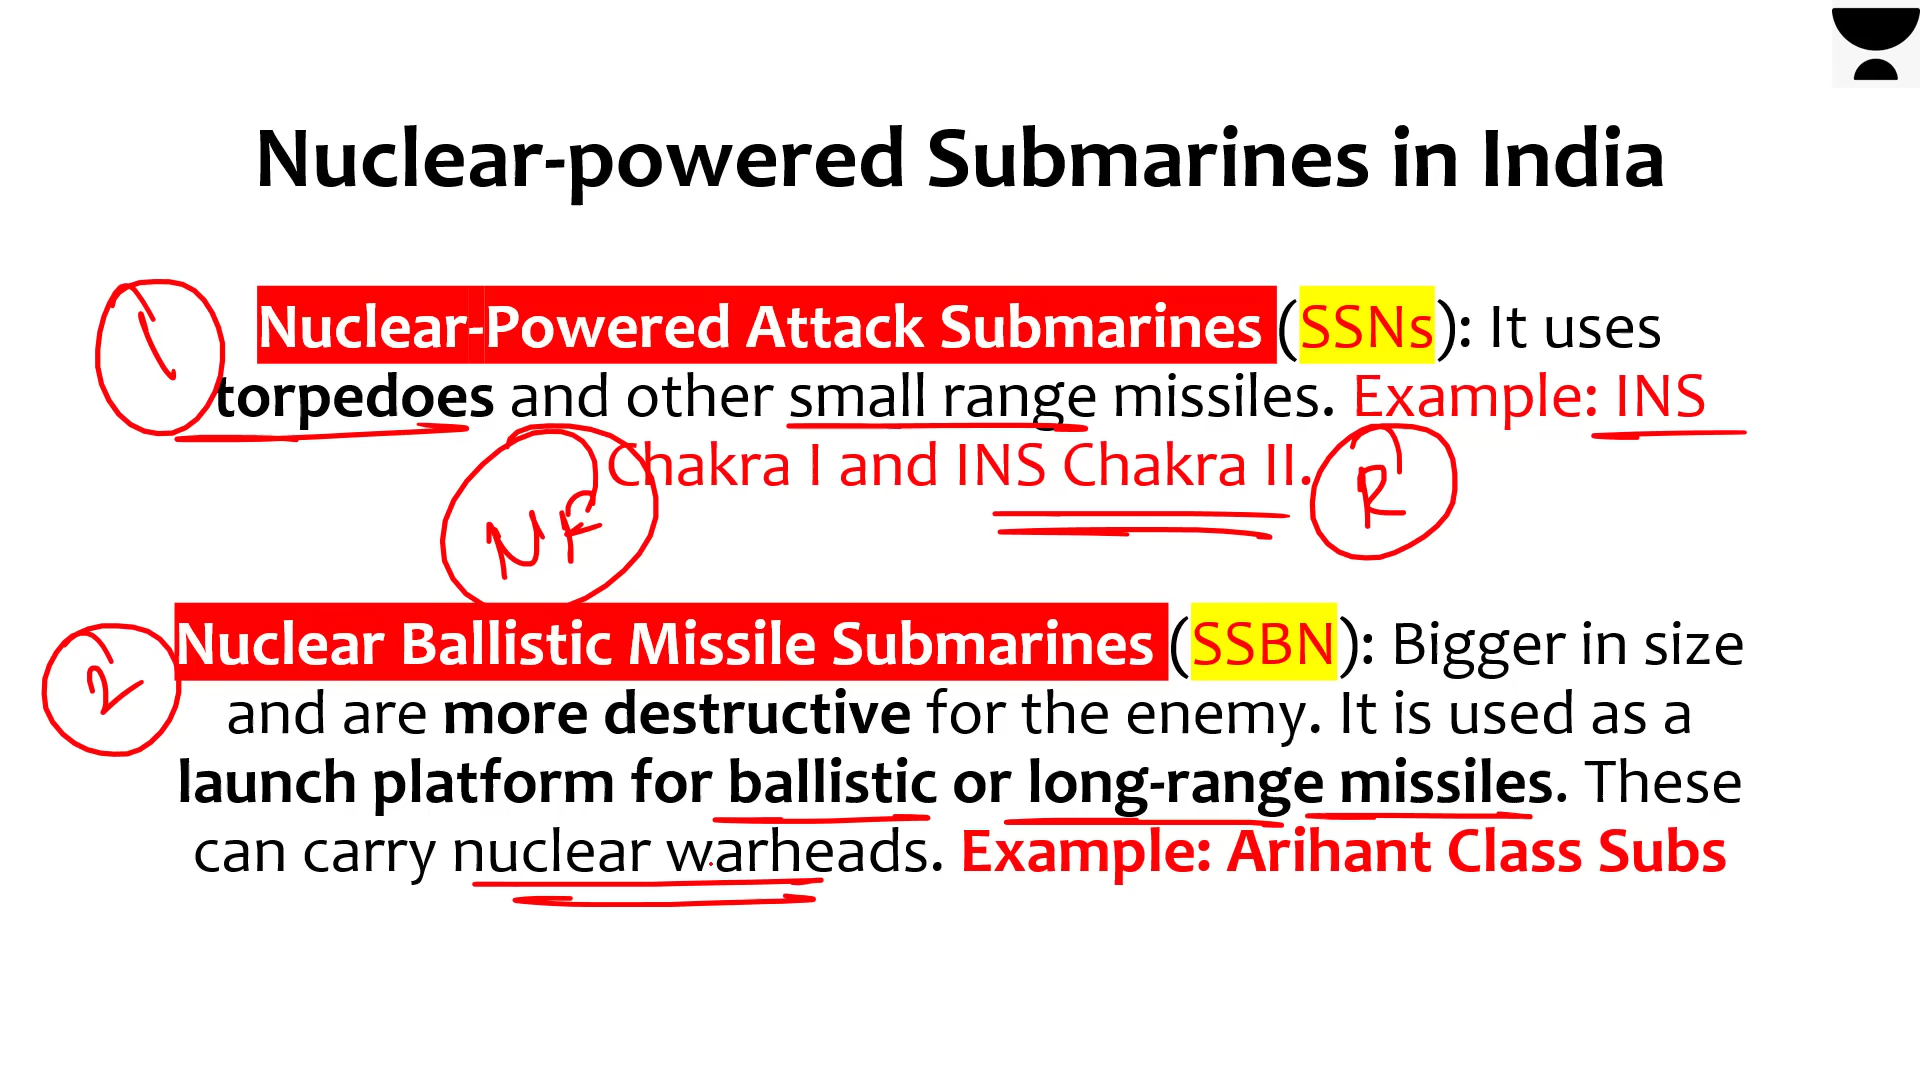 Nuclear-powered Submarines in India
1
Nuclear-Powered Attack Submarines (SSNs): It uses
torpedoes and other small range missiles. Example: INS
Chakra I and INS Chakra II.
R
2
Nuclear Ballistic Missile Submarines (SSBN): Bigger in size
and are more destructive for the enemy. It is used as a
launch platform for ballistic or long-range missiles. These
can carry nuclear warheads. Example: Arihant Class Subs